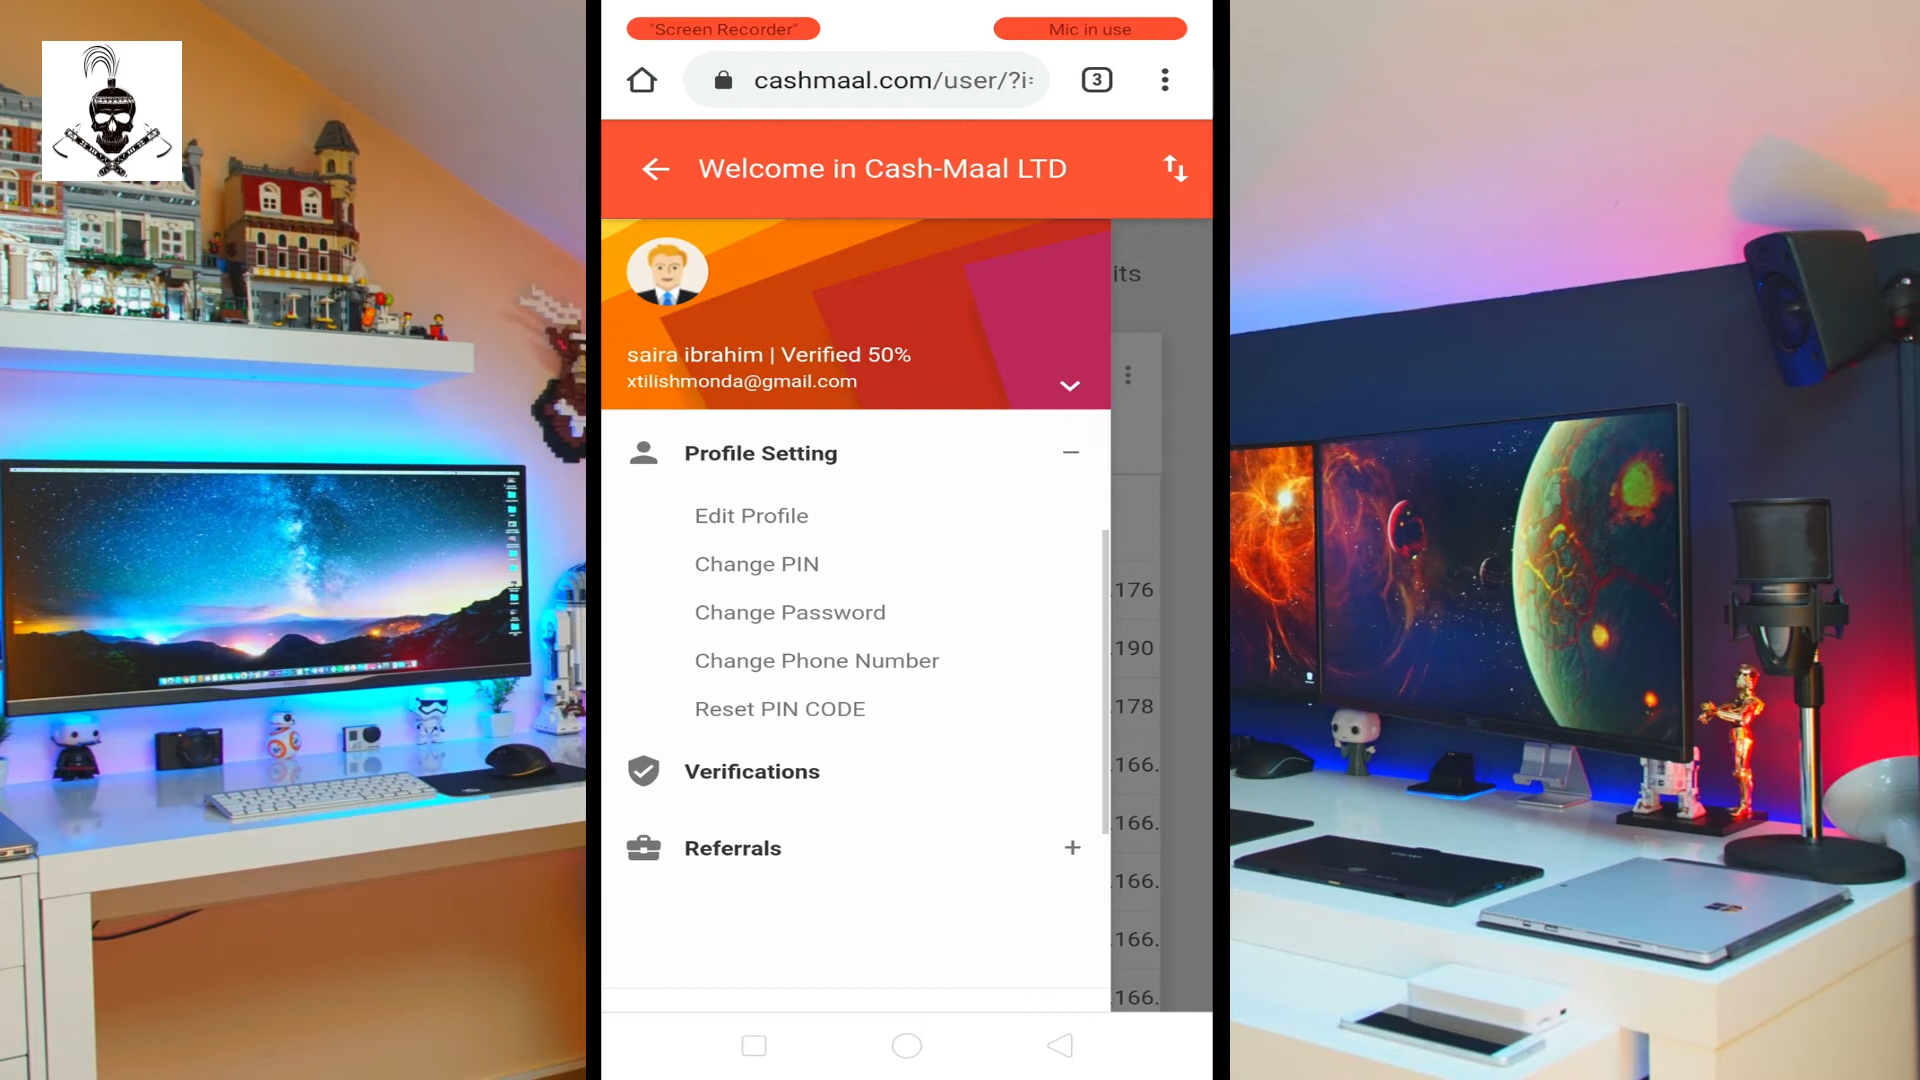 "Screen Recorder"
Mic in use
cashmaal.com/user/?i
3
Welcome in Cash-Maal LTD
its
saira ibrahim | Verified 50%
xtilishmonda@gmail.com
Profile Setting
Edit Profile
Change PIN
.176
Change Password
.190
Change Phone Number
.178
Reset PIN CODE
.166.
Verifications
.166.
Referrals
.166.
.166.
.166.